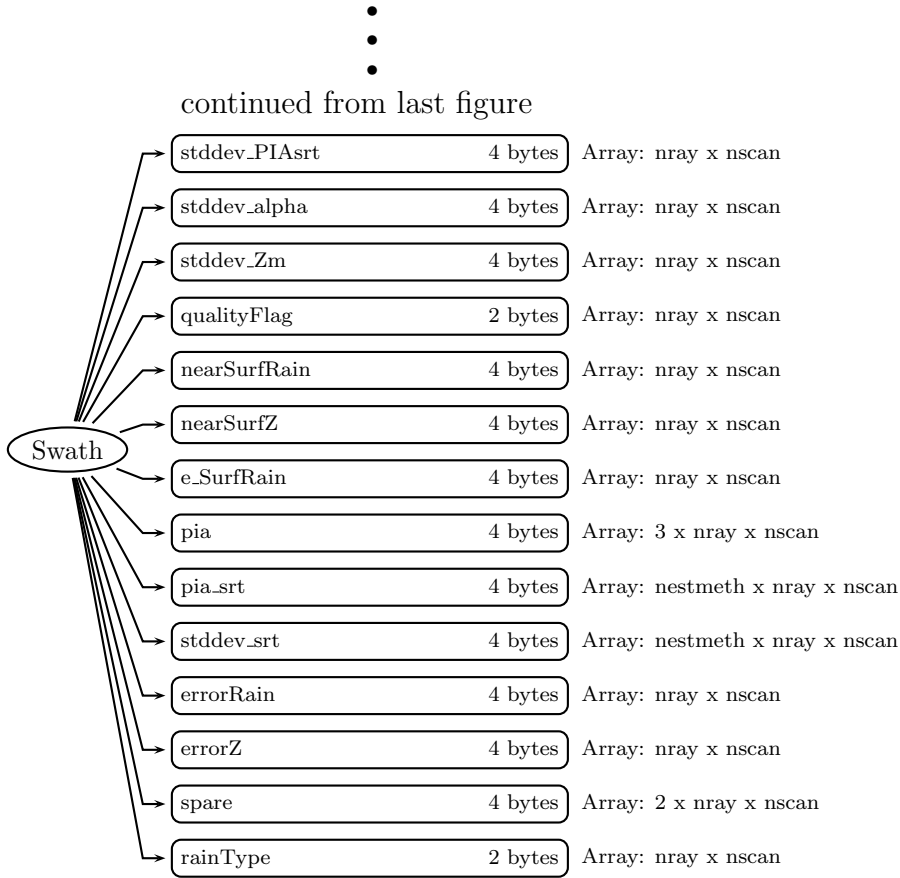 continued from last figure
stddev_PIAsrt 4 bytes Array: nray x nscan
stddev_alpha 4 bytes Array: nray x nscan
stddev_Zm 4 bytes Array: nray x nscan
qualityFlag 2 bytes Array: nray x nscan
nearSurfRain 4 bytes Array: nray x nscan
nearSurfZ 4 bytes Array: nray x nscan
Swath
e_SurfRain 4 bytes Array: nray x nscan
pia 4 bytes Array: 3 x nray x nscan
pia_srt 4 bytes Array: nestmeth x nray x nscan
stddev_srt 4 bytes Array: nestmeth x nray x nscan
errorRain 4 bytes Array: nray x nscan
errorZ 4 bytes Array: nray x nscan
spare 4 bytes Array: 2 x nray x nscan
rainType 2 bytes Array: nray x nscan